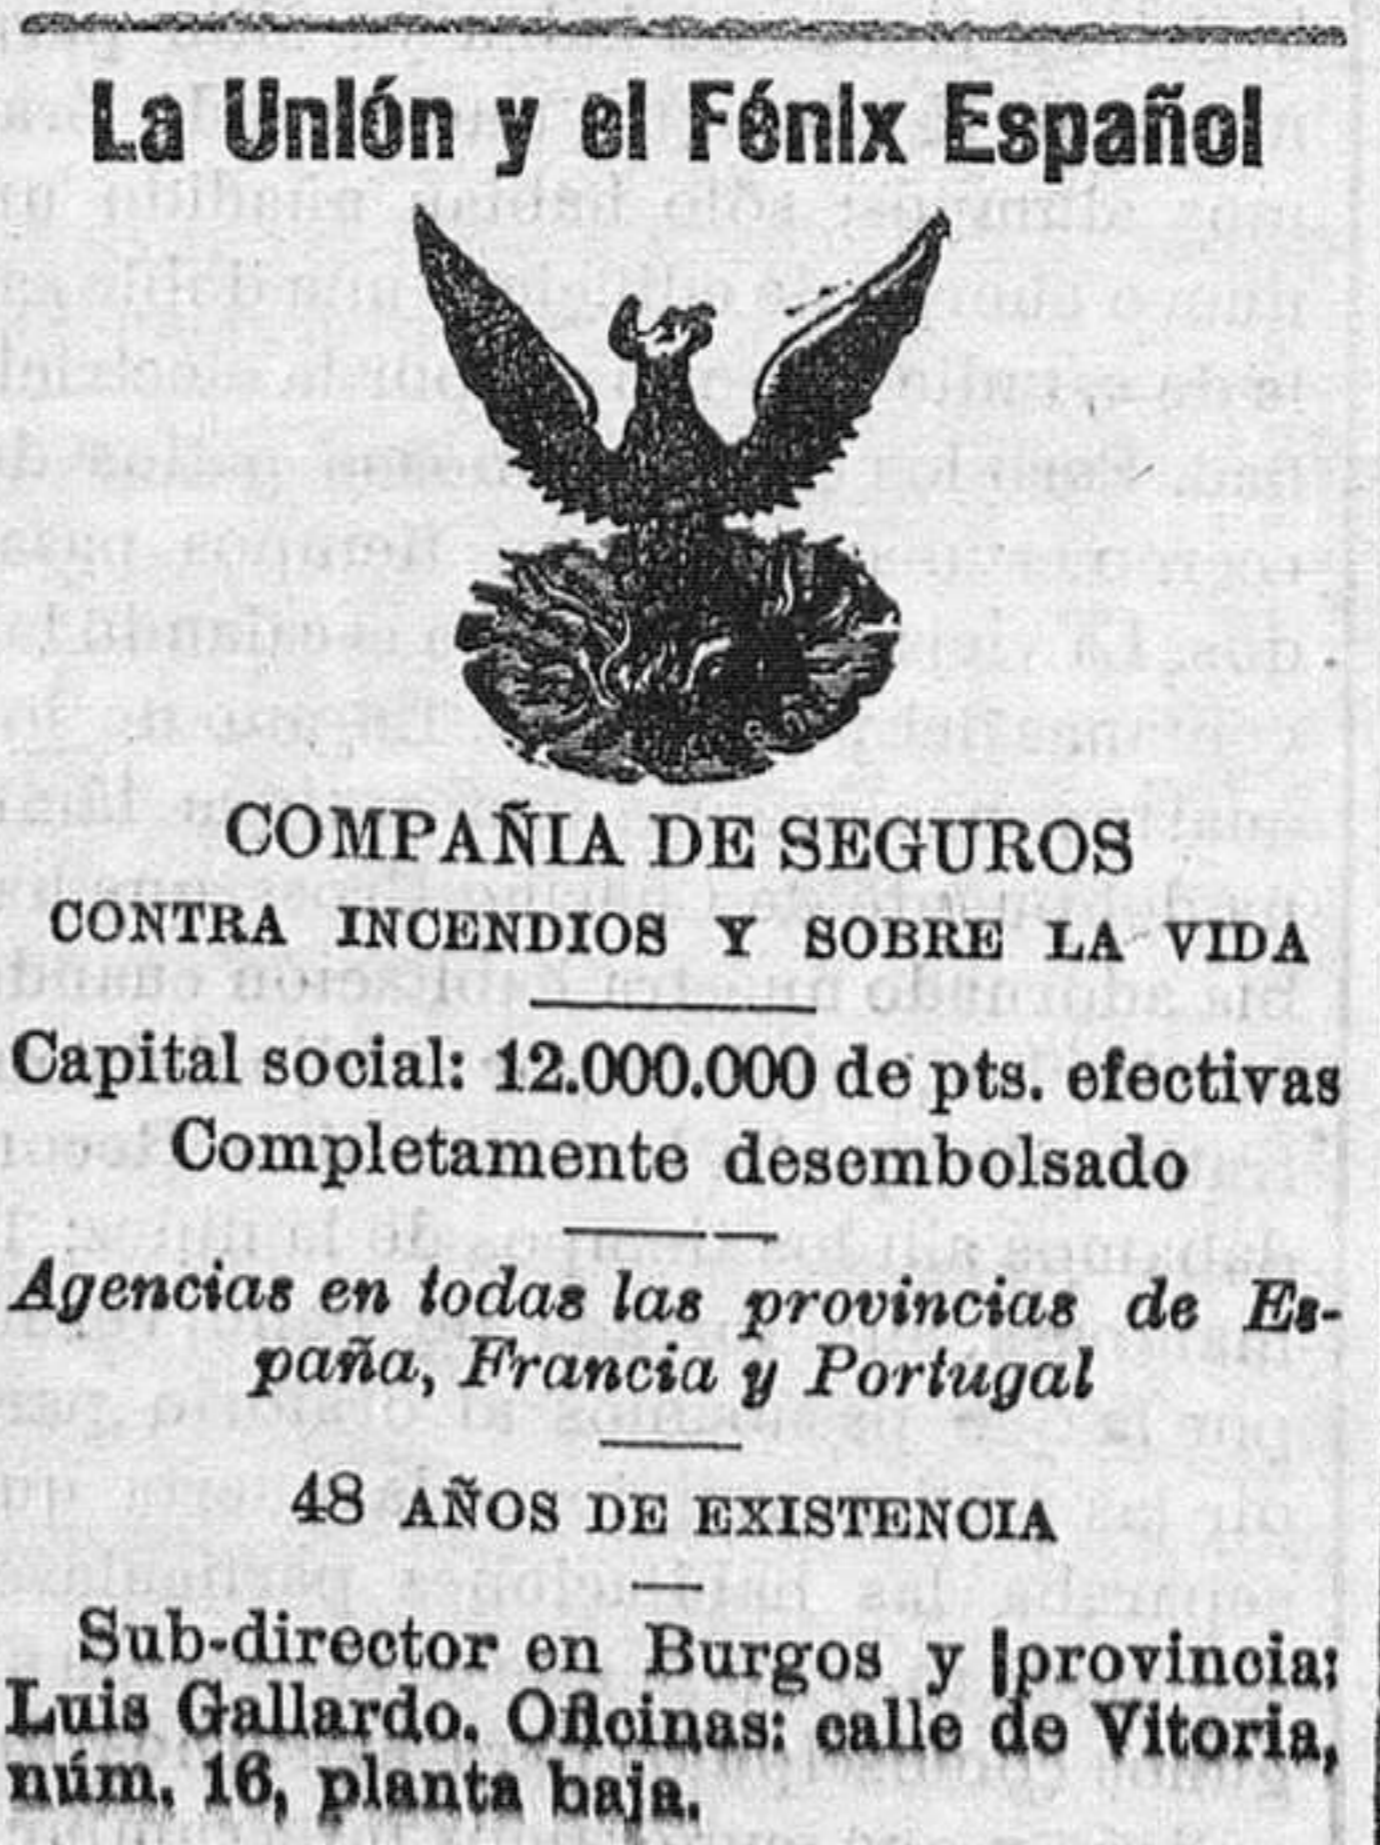 La Unión y el Fénix Español
COMPAÑIA DE SEGUROS
CONTRA INCENDIOS Y SOBRE LA VIDA
Capital social: 12.000.000 de pts. efectivas
Completamente desembolsado
Agencias en todas las provincias de Es-
paña, Francia y Portugal
48 AÑOS DE EXISTENCIA
Sub-director en Burgos y provincia;
Luis Gallardo. Oficinas: calle de Vitoria,
núm. 16, planta baja.